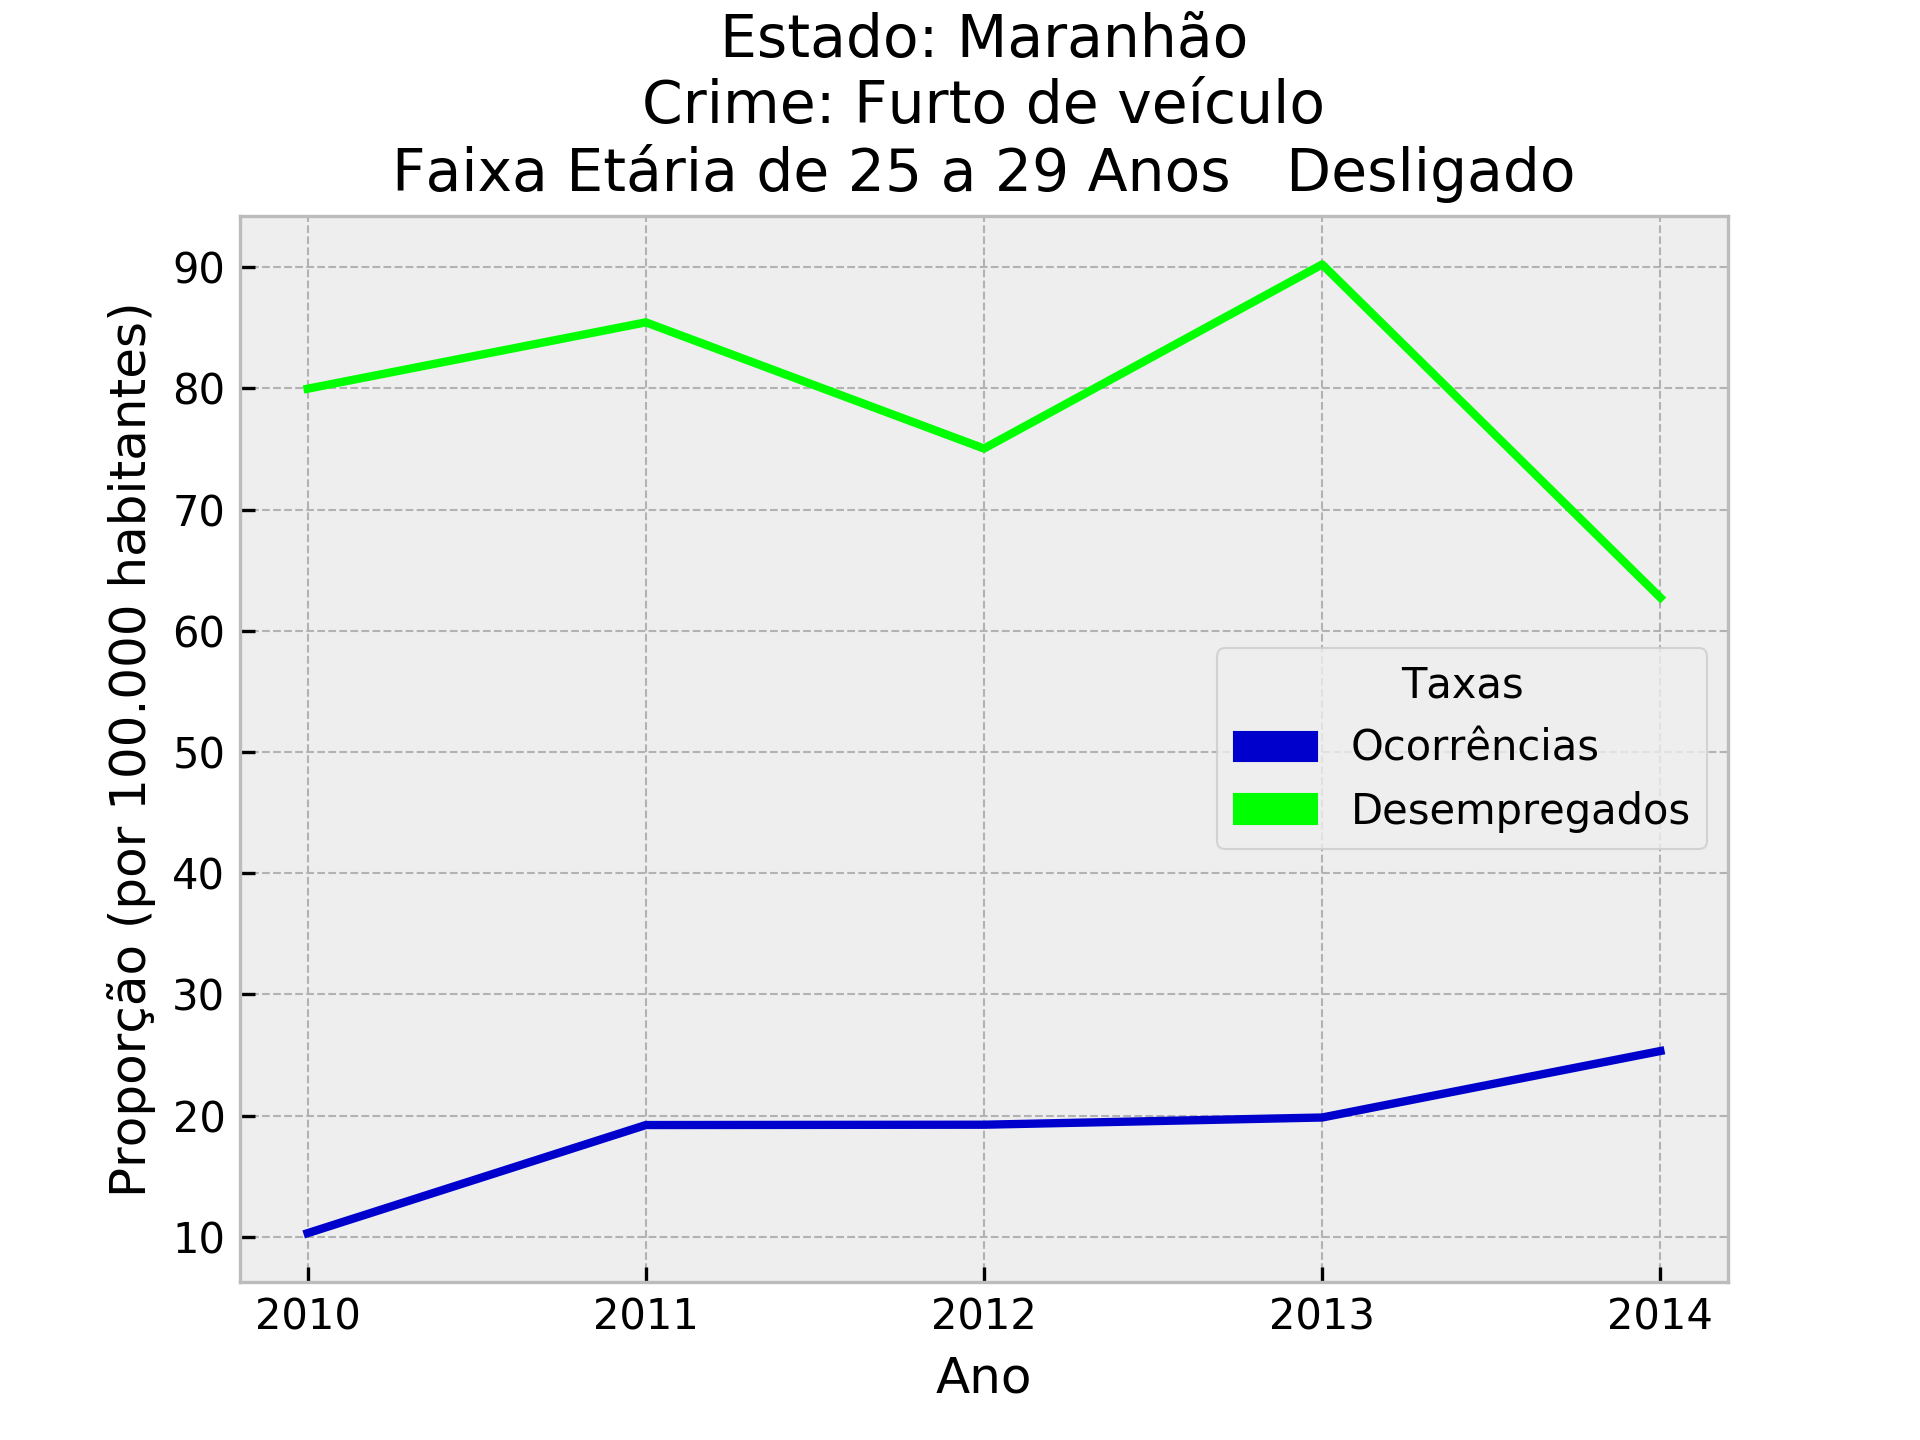 Estado: Maranhão
Crime: Furto de veículo
Faixa Etária de 25 a 29 Anos   Desligado
Proporção (por 100.000 habitantes)
90
80
70
60
50
40
30
20
10
Taxas
Ocorrências
Desempregados
2010 2011 2012 2013 2014
Ano